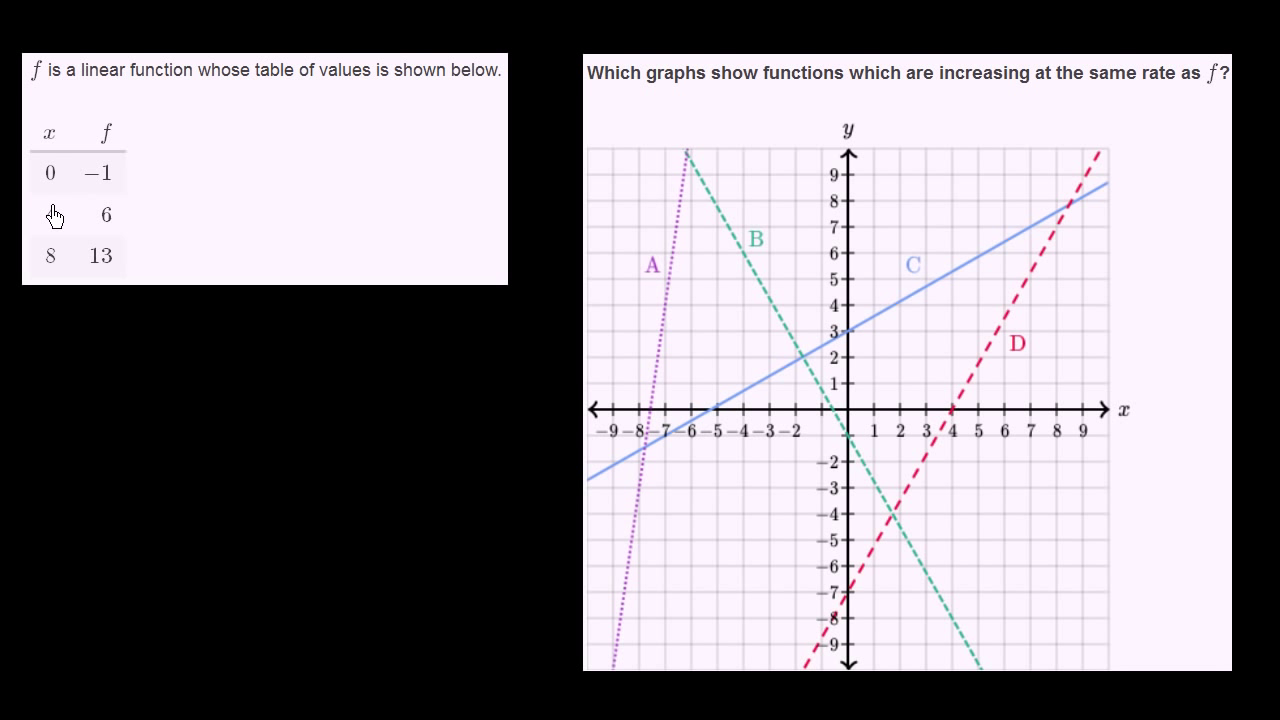 f is a linear function whose table of values is shown below.
x f
0 −1
6
8 13
Which graphs show functions which are increasing at the same rate as f?
y
9
8
7
B
6
A
C
5
4
3
D
2
1
x
−9 −8 −7 −6 −5 −4 −3 −2 1 2 3 4 5 6 7 8 9
−2
−3
−4
−5
−6
−7
−8
−9